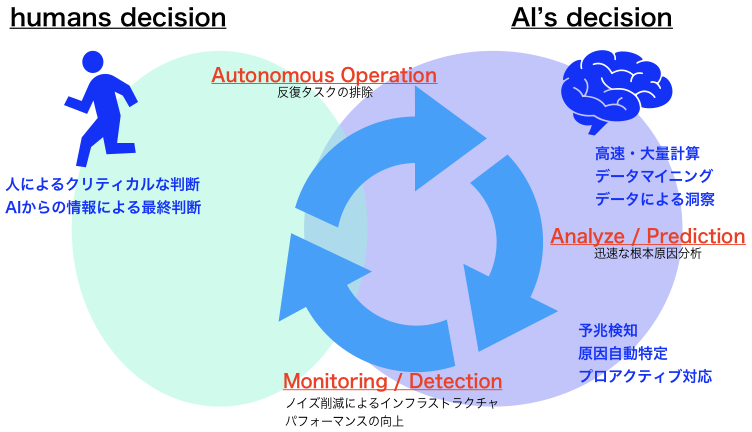 humans decision
AI’s decision
Autonomous Operation
反復タスクの排除
人によるクリティカルな判断
AIからの情報による最終判断
高速・大量計算
データマイニング
データによる洞察
Analyze / Prediction
迅速な根本原因分析
予兆検知
原因自動特定
プロアクティブ対応
Monitoring / Detection
ノイズ削減によるインフラストラクチャ
パフォーマンスの向上